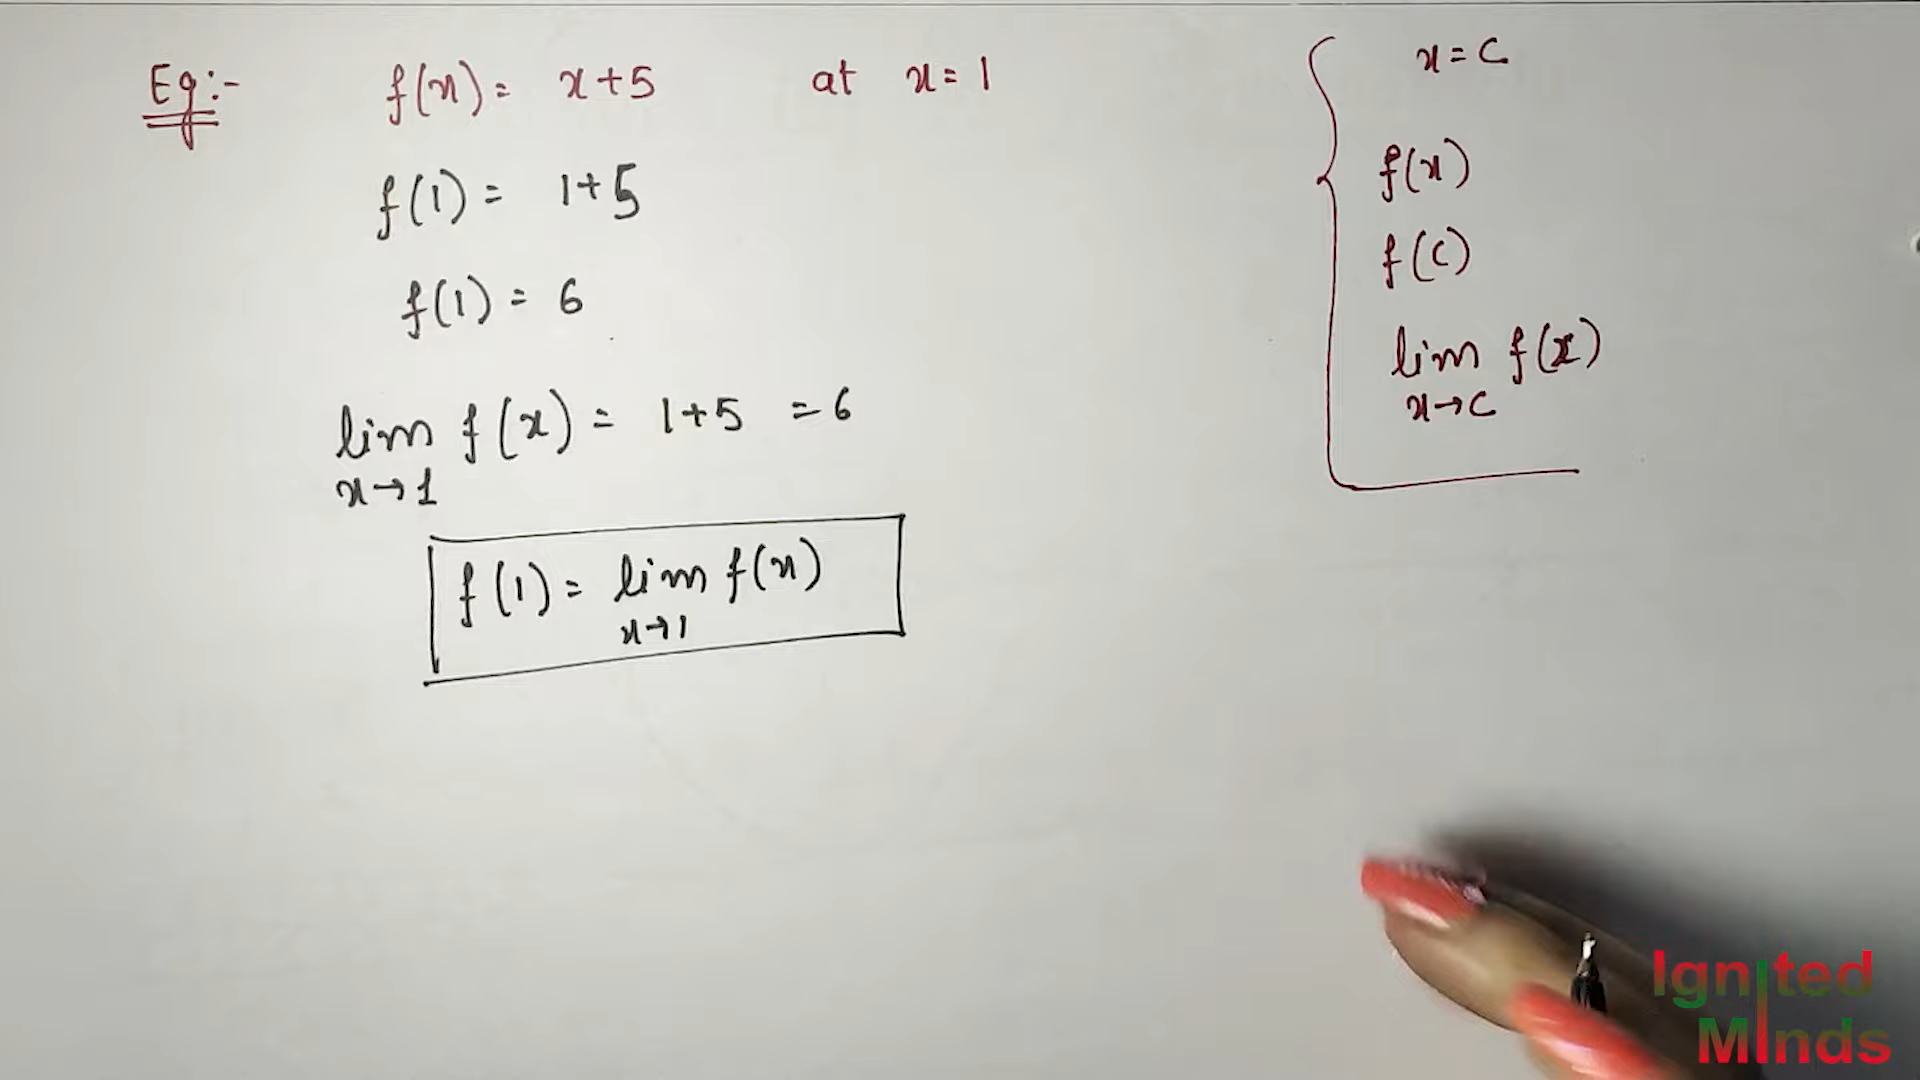 Eg:- f(x) = x+5 at x=1
f(1) = 1+5
f(1) = 6
lim f(x) = 1+5 =6
x→1
f(1) = lim f(x)
x→1
x=C
f(x)
f(C)
lim f(x)
x→C
Ignited
Minds